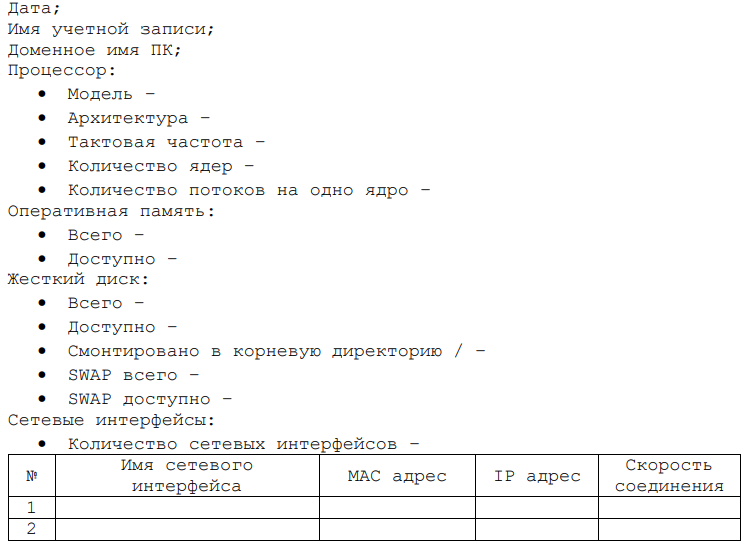 Дата;
Имя учетной записи;
Доменное имя ПК;
Процессор:
• Модель –
• Архитектура –
• Тактовая частота –
• Количество ядер –
• Количество потоков на одно ядро –
Оперативная память:
• Всего –
• Доступно –
Жесткий диск:
• Всего –
• Доступно –
• Смонтировано в корневую директорию / –
• SWAP всего –
• SWAP доступно –
Сетевые интерфейсы:
• Количество сетевых интерфейсов –
№ Имя сетевого интерфейса MAC адрес IP адрес Скорость соединения
1
2